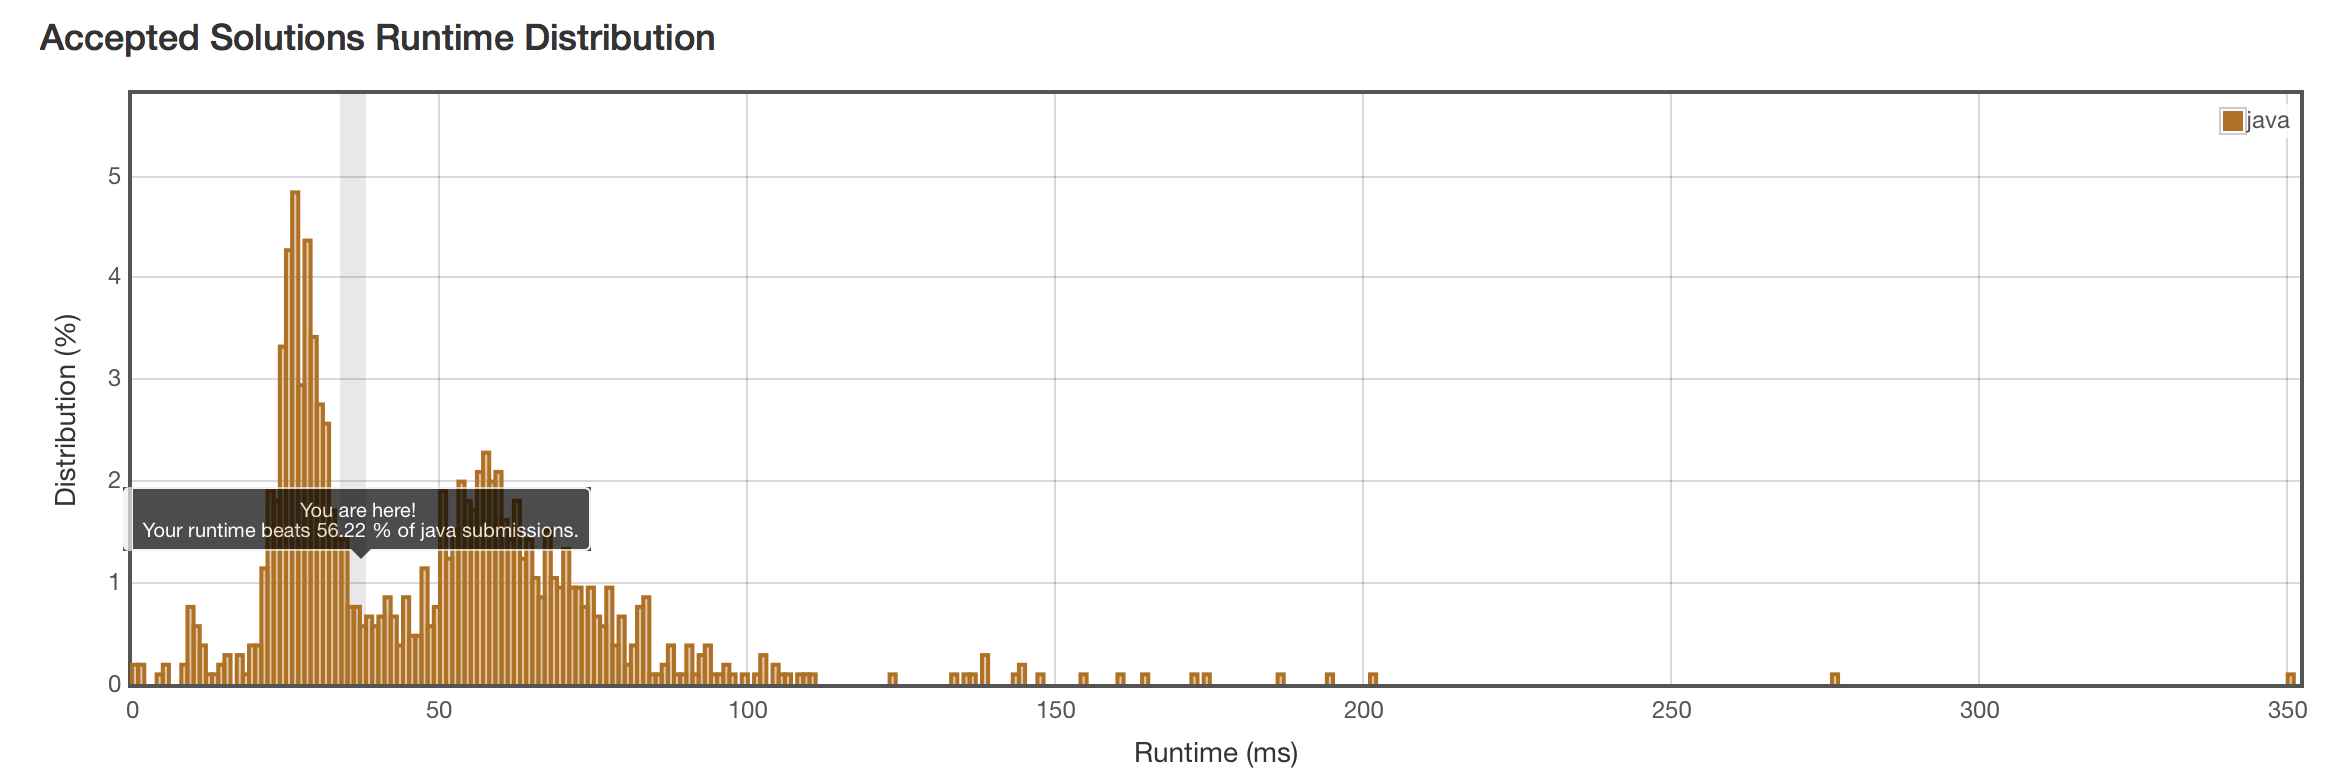 Accepted Solutions Runtime Distribution
java
5
4
3
2
1
0
Distribution (%)
You are here!
Your runtime beats 56.22 % of java submissions.
0 50 100 150 200 250 300 350
Runtime (ms)